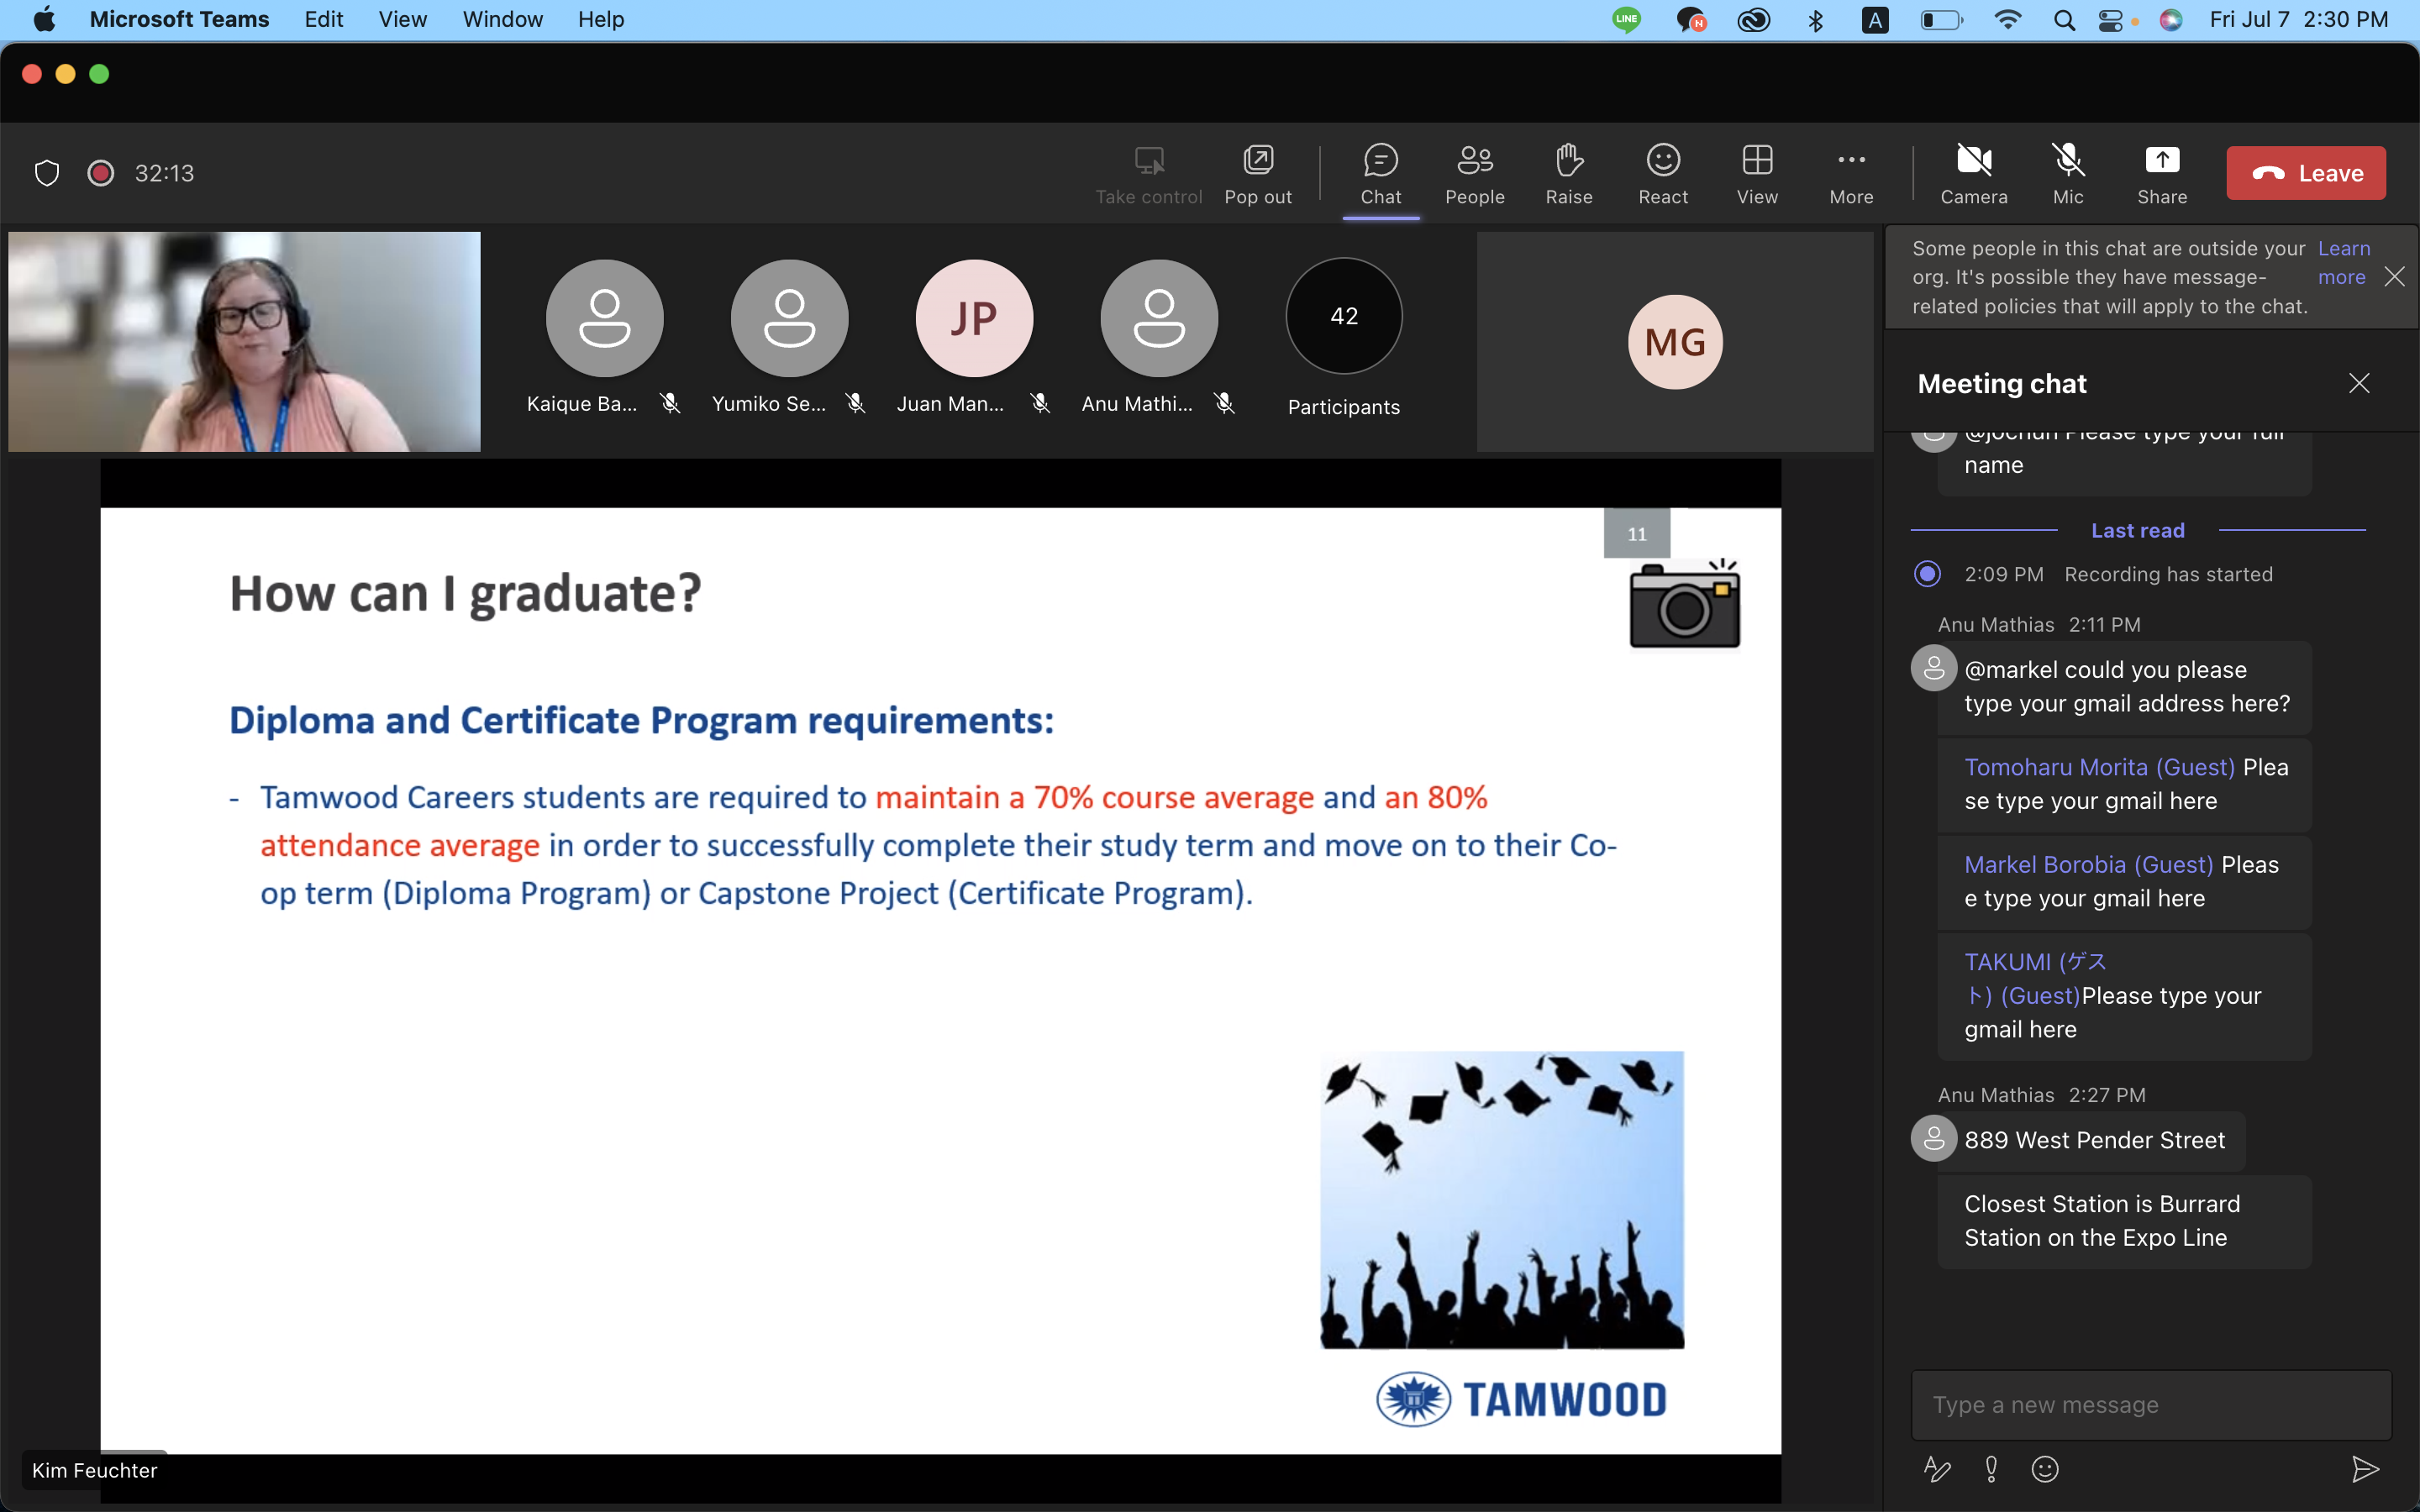 Microsoft Teams Edit View Window Help
LINE N A Fri Jul 7 2:30 PM
32:13
Take control Pop out Chat People Raise React View More Camera Mic Share Leave
JP
42
MG
Kaique Ba... Yumiko Se... Juan Man... Anu Mathi... Participants
Some people in this chat are outside your Learn
org. It's possible they have message- more
related policies that will apply to the chat.
Meeting chat
@jochun Please type your full
name
Last read
2:09 PM Recording has started
Anu Mathias 2:11 PM
@markel could you please
type your gmail address here?
Tomoharu Morita (Guest) Plea
se type your gmail here
Markel Borobia (Guest) Pleas
e type your gmail here
TAKUMI (ゲス
ト) (Guest)Please type your
gmail here
Anu Mathias 2:27 PM
889 West Pender Street
Closest Station is Burrard
Station on the Expo Line
Type a new message
11
How can I graduate?
Diploma and Certificate Program requirements:
- Tamwood Careers students are required to maintain a 70% course average and an 80%
attendance average in order to successfully complete their study term and move on to their Co-
op term (Diploma Program) or Capstone Project (Certificate Program).
TAMWOOD
Kim Feuchter